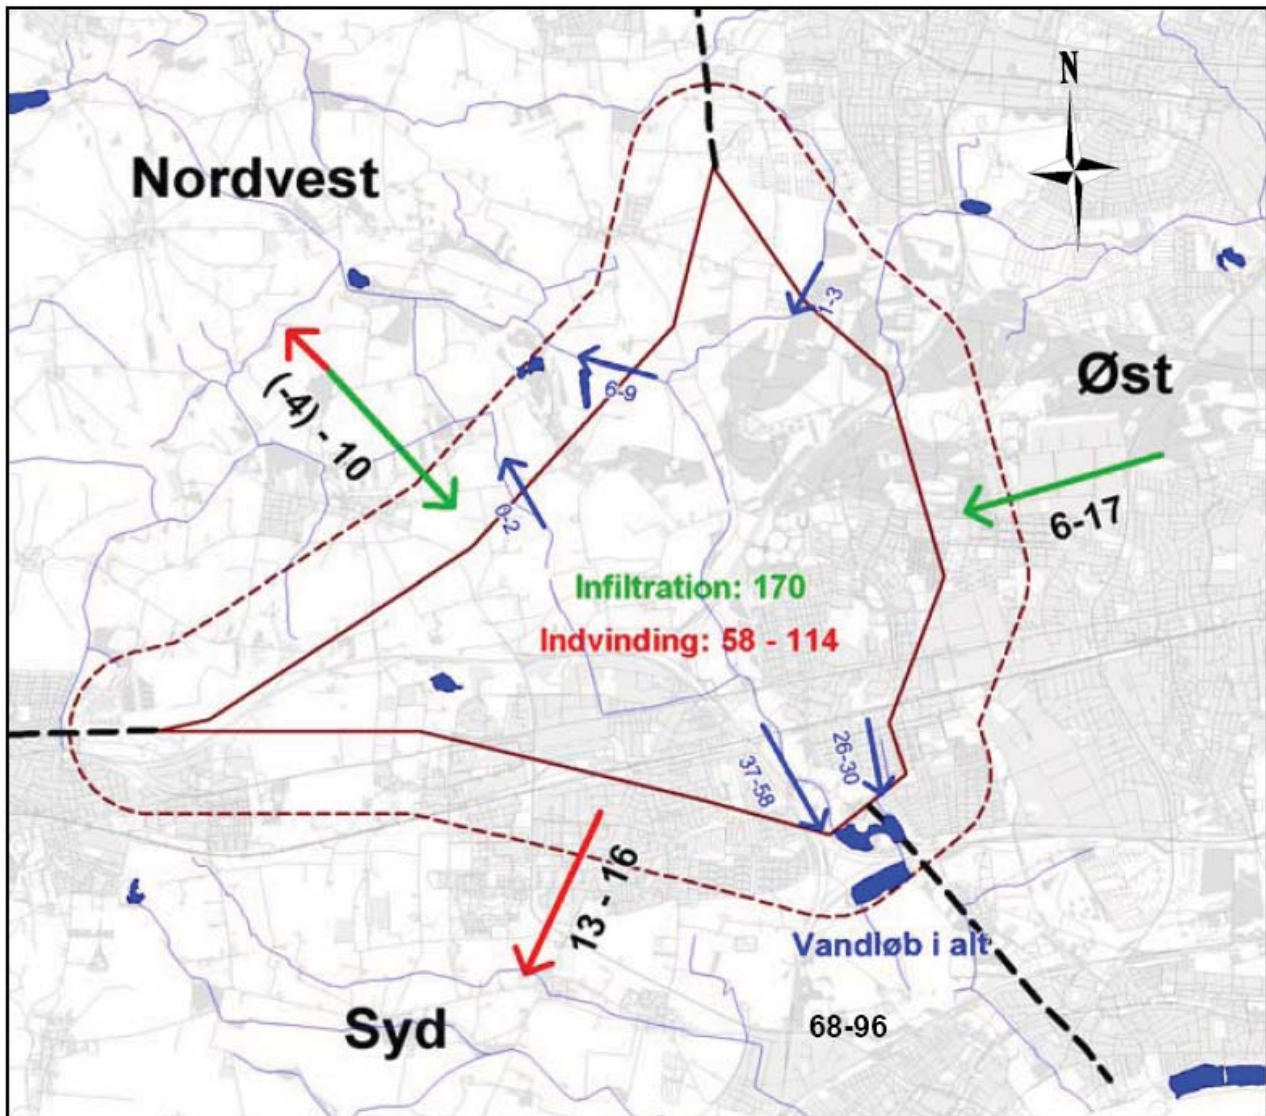 N
Nordvest
1-3
Øst
6-9
(-4) - 10
0-2
6-17
Infiltration: 170
Indvinding: 58 - 114
37-58
26-30
13 - 16
Vandløb i alt
Syd
68-96